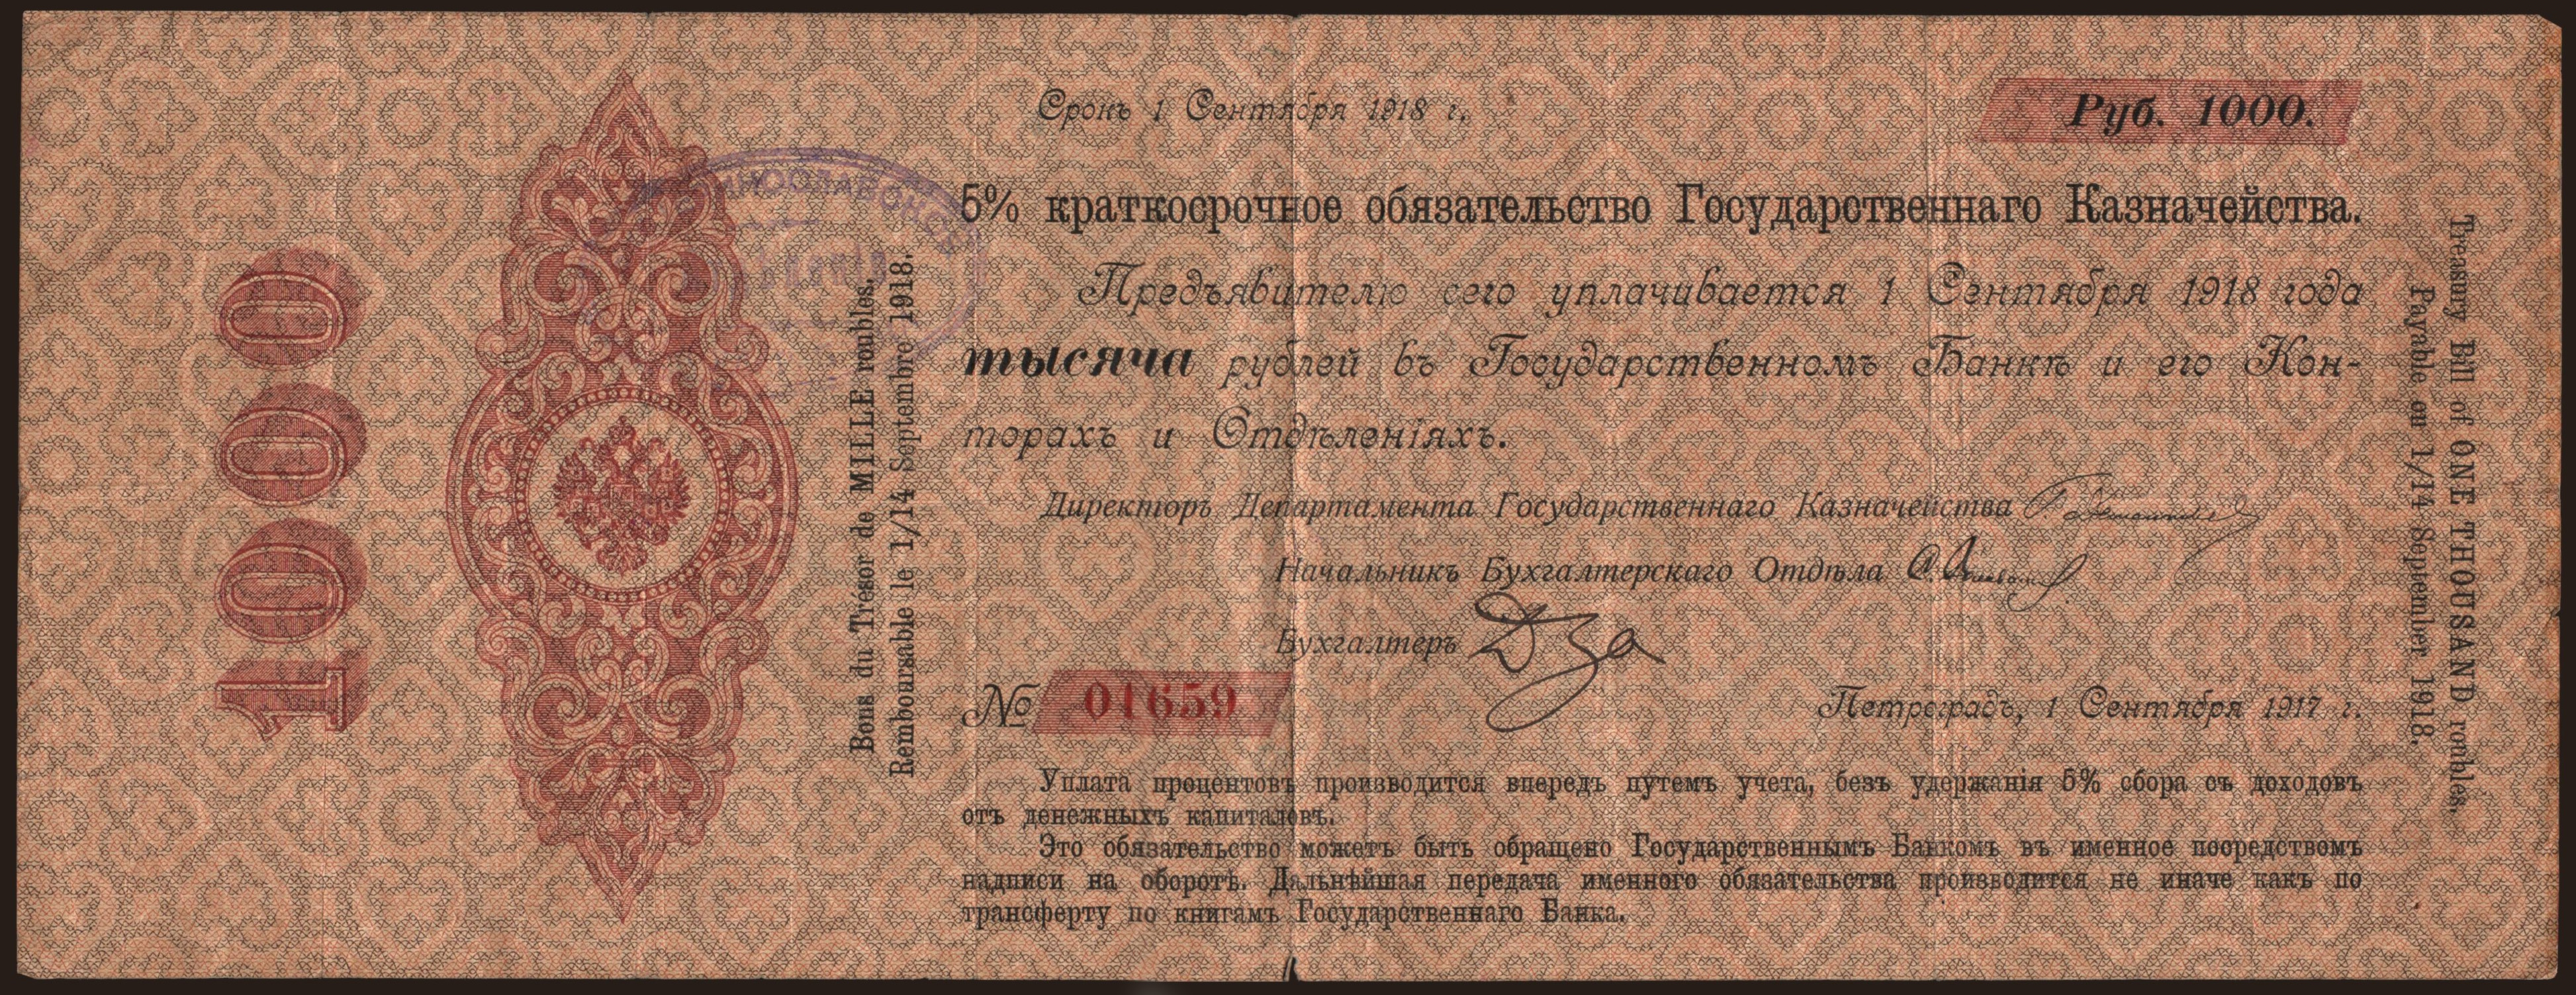 1000
Bons du Trésor de MILLE roubles.
Remboursable le 1/14 Septembre 1918.
Срокъ 1 Сентября 1918 г.
Руб. 1000.
5% краткосрочное обязательство Государственнаго Казначейства.
Предъявителю сего уплачивается 1 Сентября 1918 года
тысяча рублей въ Государственномъ Банкѣ и его Кон-
торахъ и Отдѣленіяхъ.
Директоръ Департамента Государственнаго Казначейства
Начальникъ Бухгалтерскаго Отдѣла
Бухгалтеръ
№ 01659
Петроградъ, 1 Сентября 1917 г.
Уплата процентовъ производится впередъ путемъ учета, безъ удержанія 5% сбора съ доходовъ
отъ денежныхъ капиталовъ.
Это обязательство можетъ быть обращено Государственнымъ Банкомъ въ именное посредствомъ
надписи на оборотѣ. Дальнѣйшая передача именного обязательства производится не иначе какъ по
трансферту по книгамъ Государственнаго Банка.
Treasury Bill of ONE THOUSAND roubles.
Payable on 1/14 September 1918.